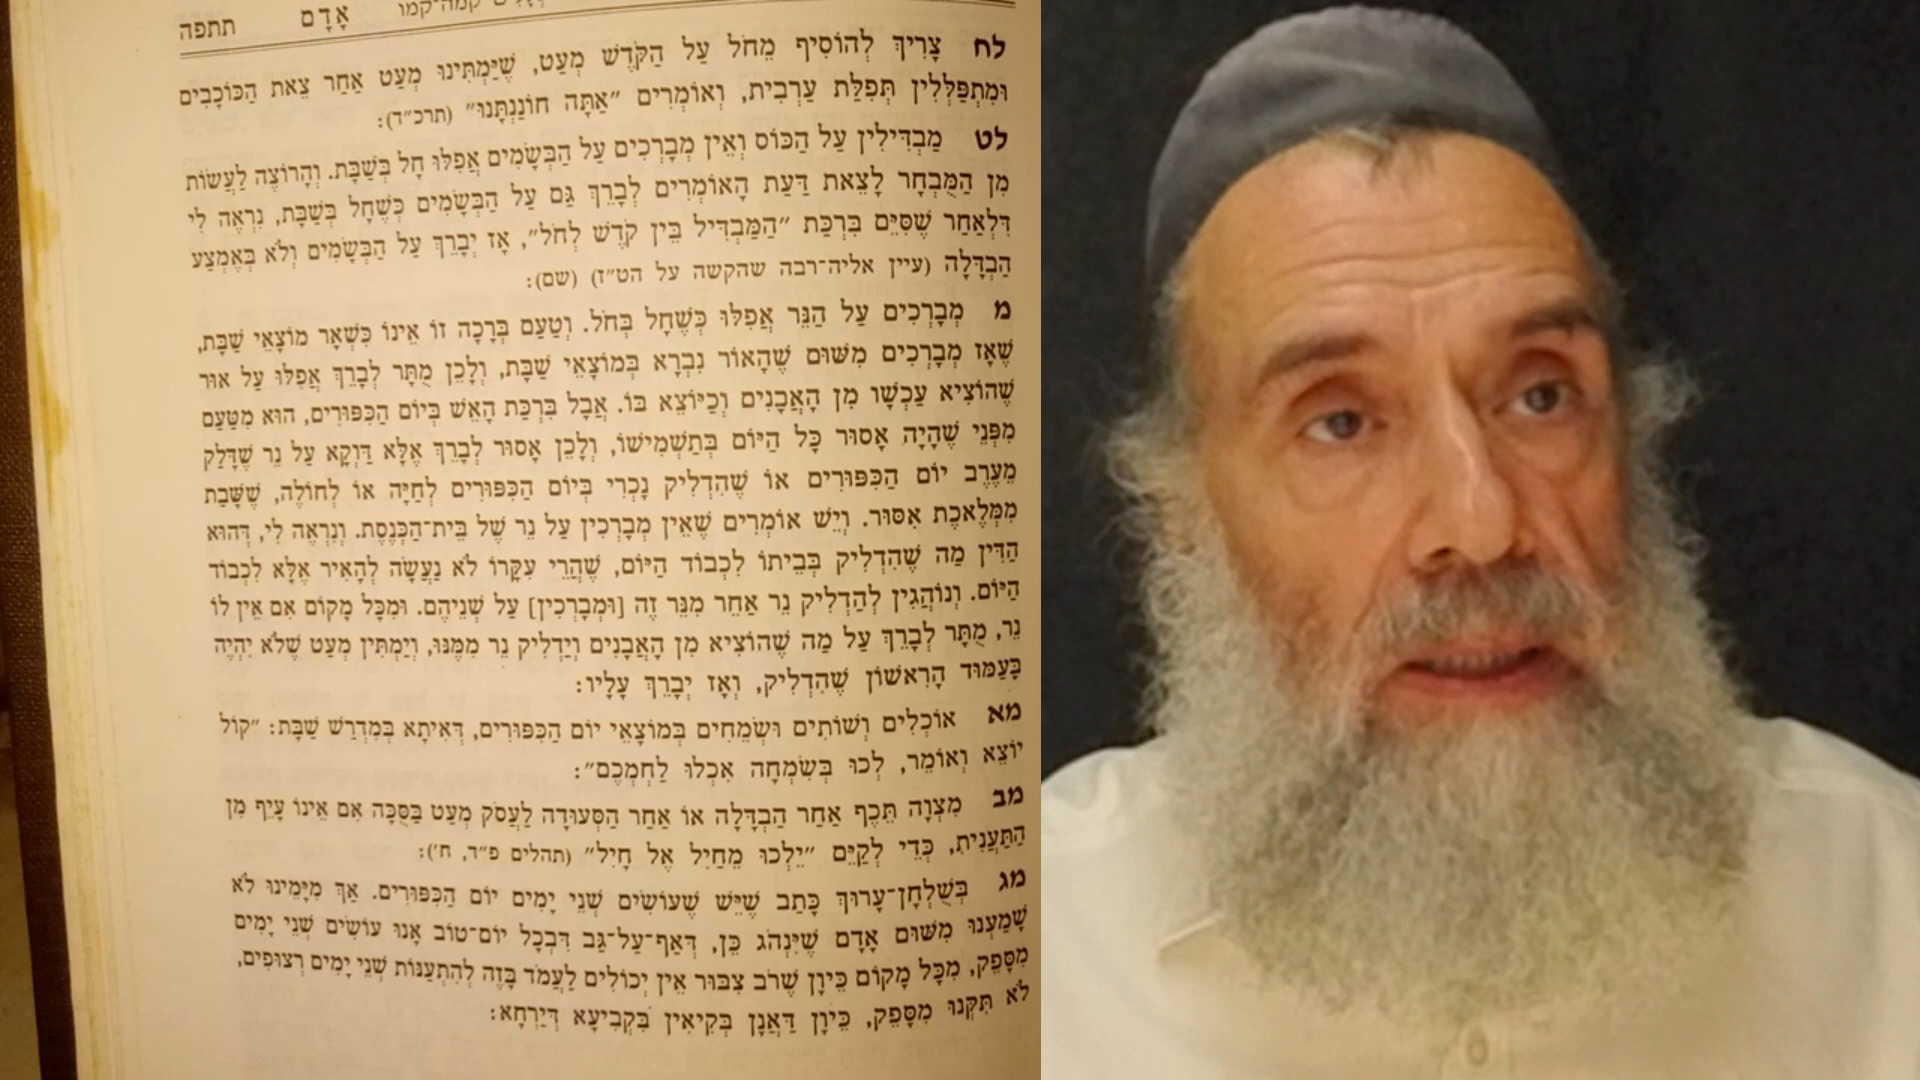 כללים קמה־קמו אָדָם תתפה
לח צָרִיךְ לְהוֹסִיף מֵחֹל עַל הַקֹּדֶשׁ מְעַט, שֶׁיַּמְתִּינוּ מְעַט אַחַר צֵאת הַכּוֹכָבִים
וּמִתְפַּלְּלִין תְּפִלַּת עַרְבִית, וְאוֹמְרִים "אַתָּה חוֹנַנְתָּנוּ" (תרכ"ד):
לט מַבְדִּילִין עַל הַכּוֹס וְאֵין מְבָרְכִים עַל הַבְּשָׂמִים אֲפִלּוּ חָל בְּשַׁבָּת. וְהָרוֹצֶה לַעֲשׂוֹת
מִן הַמֻּבְחָר לָצֵאת דַּעַת הָאוֹמְרִים לְבָרֵךְ גַּם עַל הַבְּשָׂמִים כְּשֶׁחָל בְּשַׁבָּת, נִרְאֶה לִי
דִּלְאַחַר שֶׁסִּיֵּם בִּרְכַּת "הַמַּבְדִּיל בֵּין קֹדֶשׁ לְחֹל", אָז יְבָרֵךְ עַל הַבְּשָׂמִים וְלֹא בְּאֶמְצַע
הַבְדָּלָה (עיין אליה־רבה שהקשה על הט"ז) (שם):
מ מְבָרְכִים עַל הַנֵּר אֲפִלּוּ כְּשֶׁחָל בְּחֹל. וְטַעַם בְּרָכָה זוֹ אֵינוֹ כִּשְׁאָר מוֹצָאֵי שַׁבָּת,
שֶׁאָז מְבָרְכִים מִשּׁוּם שֶׁהָאוֹר נִבְרָא בְּמוֹצָאֵי שַׁבָּת, וְלָכֵן מֻתָּר לְבָרֵךְ אֲפִלּוּ עַל אוּר
שֶׁהוֹצִיא עַכְשָׁו מִן הָאֲבָנִים וְכַיּוֹצֵא בּוֹ. אֲבָל בִּרְכַּת הָאֵשׁ בְּיוֹם הַכִּפּוּרִים, הוּא מִטַּעַם
מִפְּנֵי שֶׁהָיָה אָסוּר כָּל הַיּוֹם בְּתַשְׁמִישׁוֹ, וְלָכֵן אָסוּר לְבָרֵךְ אֶלָּא דַּוְקָא עַל נֵר שֶׁדָּלַק
מֵעֶרֶב יוֹם הַכִּפּוּרִים אוֹ שֶׁהִדְלִיק נָכְרִי בְּיוֹם הַכִּפּוּרִים לְחַיָּה אוֹ לְחוֹלֶה, שֶׁשָּׁבַת
מִמְּלֶאכֶת אִסּוּר. וְיֵשׁ אוֹמְרִים שֶׁאֵין מְבָרְכִין עַל נֵר שֶׁל בֵּית־הַכְּנֶסֶת. וְנִרְאֶה לִי, דְּהוּא
הַדִּין מַה שֶּׁהִדְלִיק בְּבֵיתוֹ לִכְבוֹד הַיּוֹם, שֶׁהֲרֵי עִקָּרוֹ לֹא נַעֲשָׂה לְהָאִיר אֶלָּא לִכְבוֹד
הַיּוֹם. וְנוֹהֲגִין לְהַדְלִיק נֵר אַחֵר מִנֵּר זֶה [וּמְבָרְכִין] עַל שְׁנֵיהֶם. וּמִכָּל מָקוֹם אִם אֵין לוֹ
נֵר, מֻתָּר לְבָרֵךְ עַל מַה שֶׁהוֹצִיא מִן הָאֲבָנִים וְיַדְלִיק נֵר מִמֶּנּוּ, וְיַמְתִּין מְעַט שֶׁלֹּא יִהְיֶה
בָּעַמּוּד הָרִאשׁוֹן שֶׁהִדְלִיק, וְאָז יְבָרֵךְ עָלָיו:
מא אוֹכְלִים וְשׁוֹתִים וּשְׂמֵחִים בְּמוֹצָאֵי יוֹם הַכִּפּוּרִים, דְּאִיתָא בְּמִדְרַשׁ שַׁבָּת: "קוֹל
יוֹצֵא וְאוֹמֵר, לְכוּ בְּשִׂמְחָה אִכְלוּ לַחְמְכֶם":
מב מִצְוָה תֵּכֶף אַחַר הַבְדָּלָה אוֹ אַחַר הַסְּעוּדָה לַעֲסֹק מְעַט בַּסֻּכָּה אִם אֵינוֹ עָיֵף מִן
הַתַּעֲנִית, כְּדֵי לְקַיֵּם "יֵלְכוּ מֵחַיִל אֶל חָיִל" (תהלים פ"ד, ח'):
מג בְּשֻׁלְחָן־עָרוּךְ כָּתַב שֶׁיֵּשׁ שֶׁעוֹשִׂים שְׁנֵי יָמִים יוֹם הַכִּפּוּרִים. אַךְ מִיָּמֵינוּ לֹא
שָׁמַעְנוּ מִשּׁוּם אָדָם שֶׁיִּנְהֹג כֵּן, דְּאַף־עַל־גַּב דִּבְכָל יוֹם־טוֹב אָנוּ עוֹשִׂים שְׁנֵי יָמִים
מִסָּפֵק, מִכָּל מָקוֹם כֵּיוָן שֶׁרֹב צִבּוּר אֵין יְכוֹלִים לַעֲמֹד בָּזֶה לְהִתְעַנּוֹת שְׁנֵי יָמִים רְצוּפִים,
לֹא תִּקְּנוּ מִסָּפֵק, כֵּיוָן דַּאֲנָן בְּקִיאִין בִּקְבִיעָא דְּיַרְחָא: